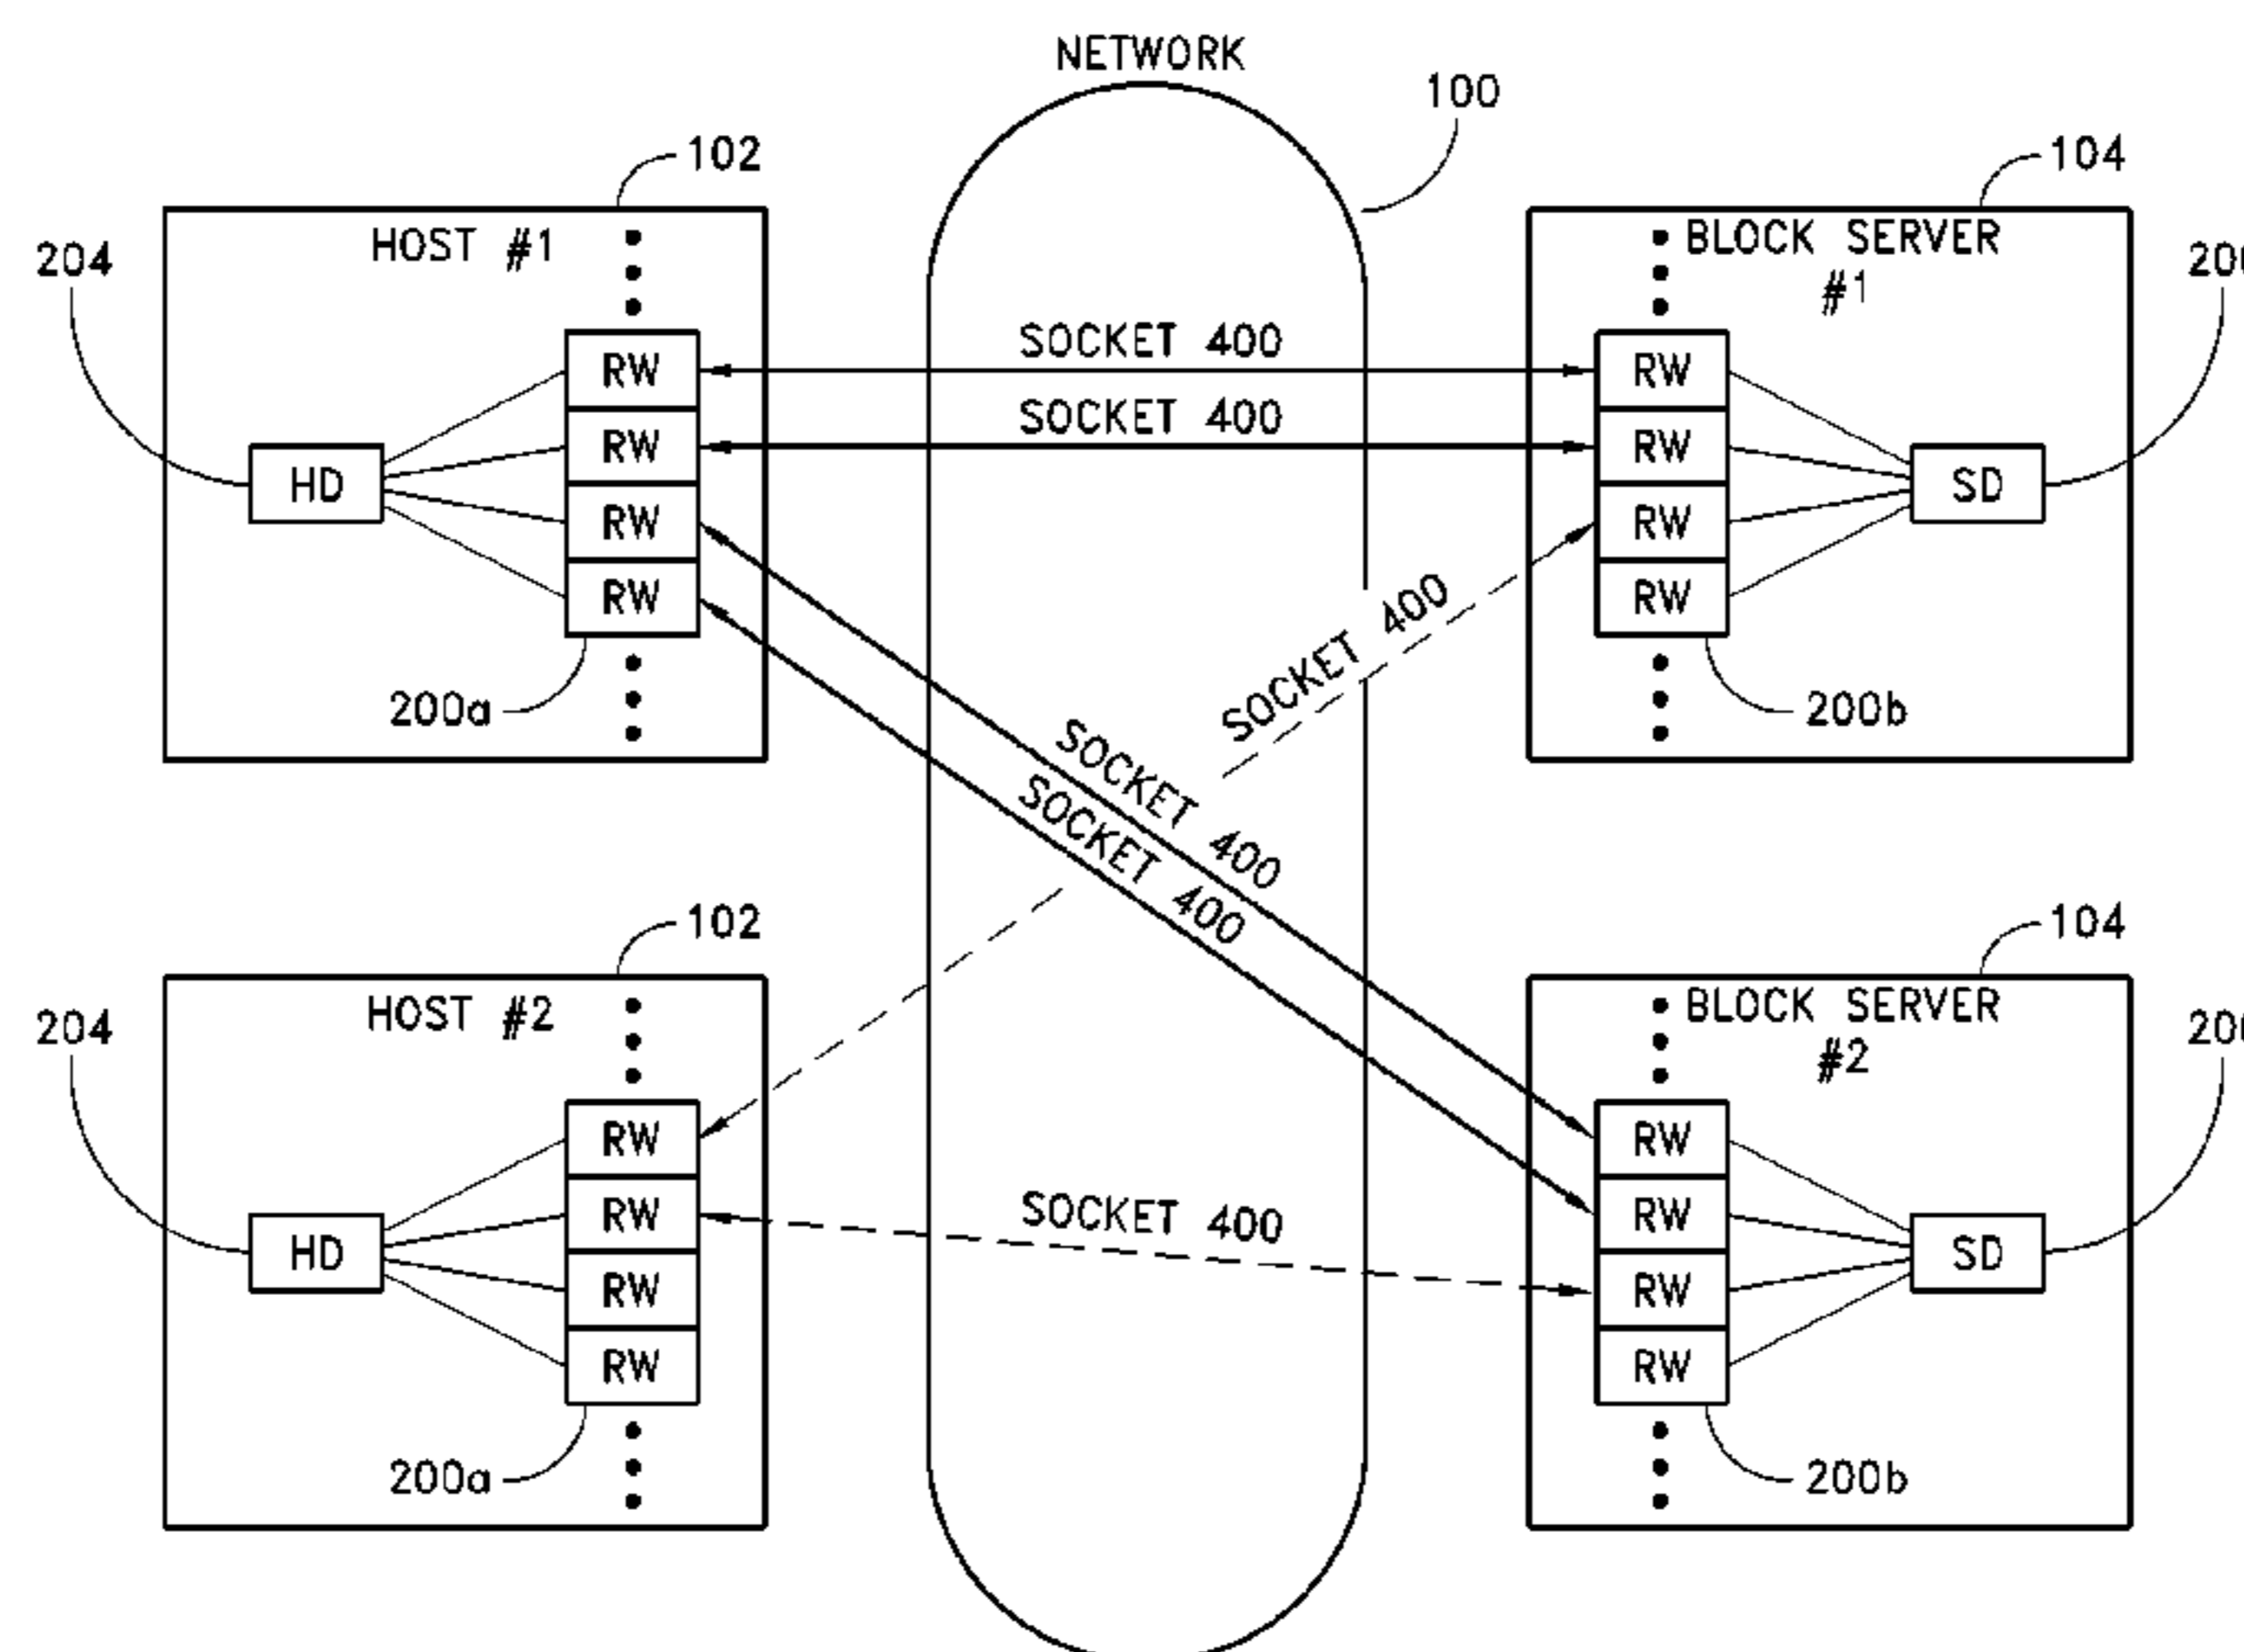 NETWORK
100
102
104
HOST #1
BLOCK SERVER
#1
204
SOCKET 400
SOCKET 400
RW
RW
RW
RW
HD
RW
RW
RW
RW
SD
200a
200b
SOCKET 400
SOCKET 400
SOCKET 400
102
104
HOST #2
BLOCK SERVER
#2
204
SOCKET 400
RW
RW
RW
RW
HD
RW
RW
RW
RW
SD
200a
200b